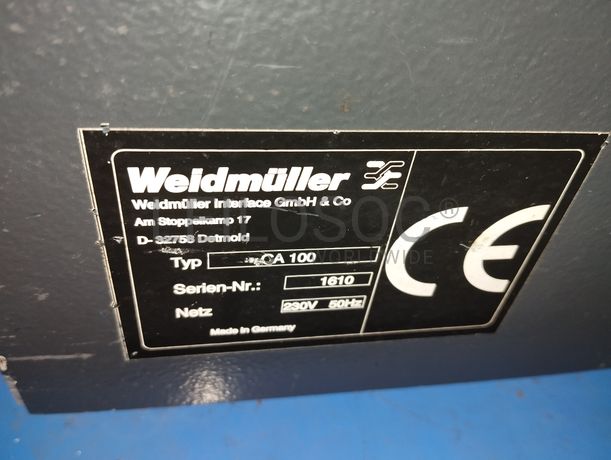 Weidmüller
Weidmüller Interface GmbH & Co
Am Stoppelkamp 17
D- 32758 Detmold
Typ CA 100
Serien-Nr.: 1610
Netz 230V 50Hz
Made in Germany
CE
WORLDWIDE